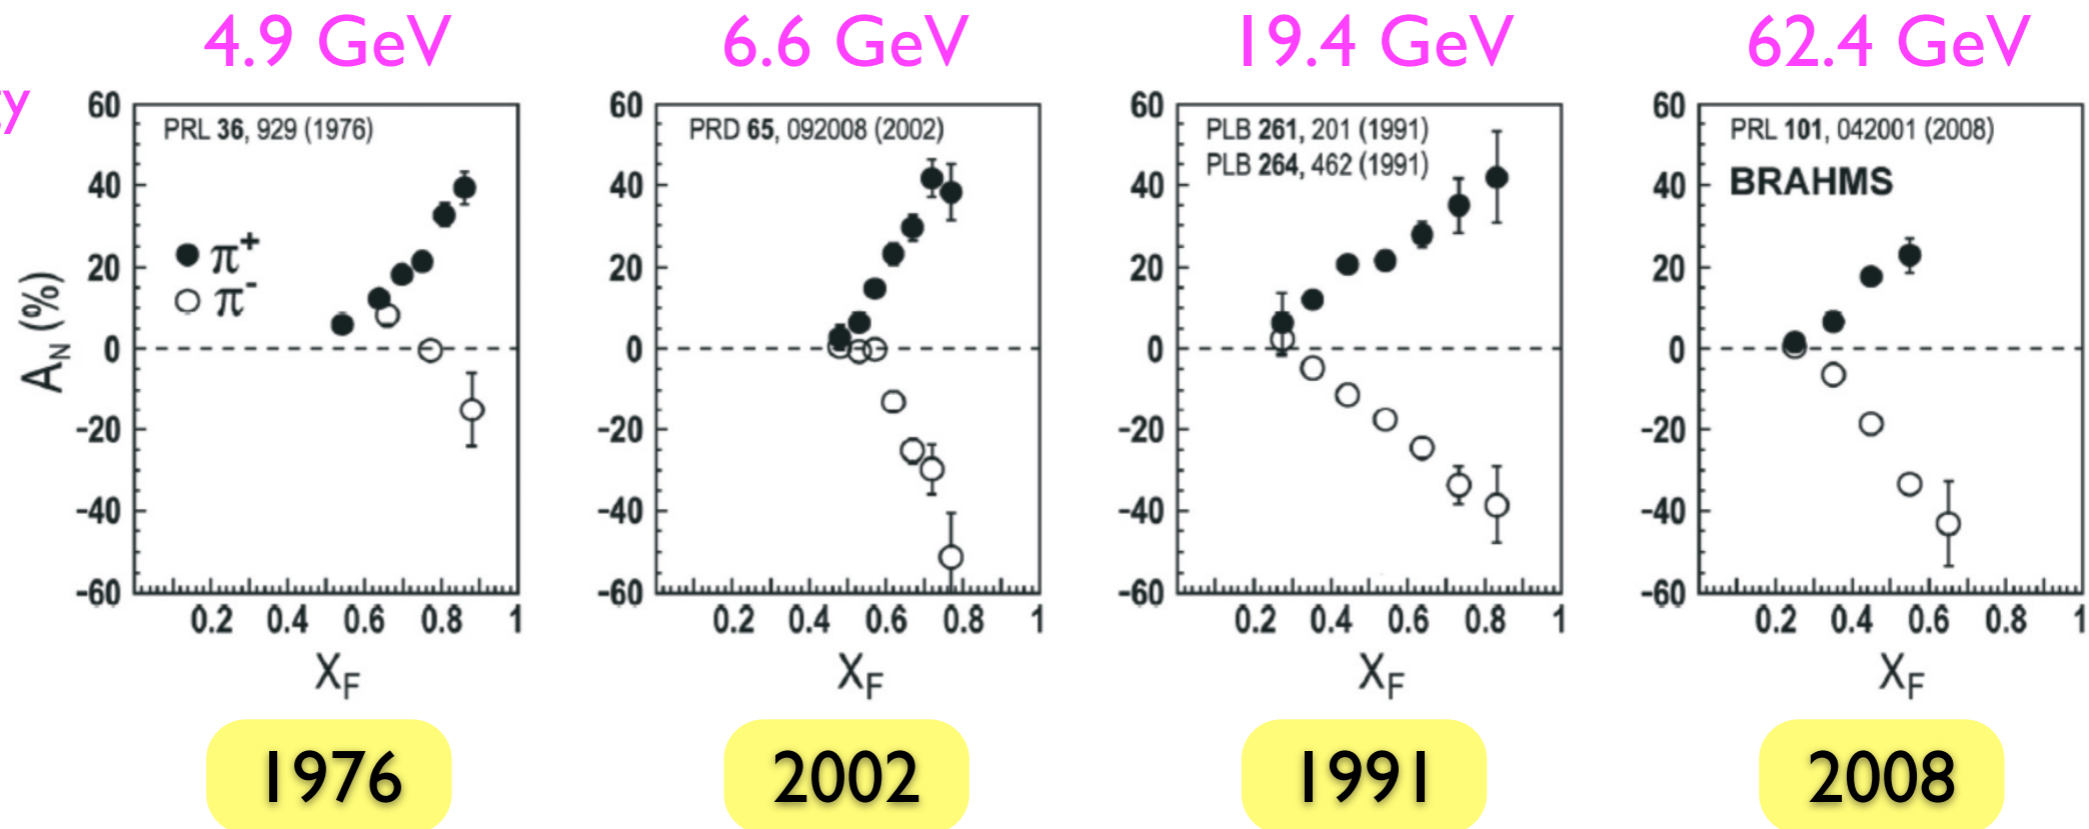 4.9 GeV
6.6 GeV
19.4 GeV
62.4 GeV
ty
PRL 36, 929 (1976)
π+
π-
60
40
20
0
-20
-40
-60
AN (%)
0.2 0.4 0.6 0.8 1
XF
PRD 65, 092008 (2002)
60
40
20
0
-20
-40
-60
0.2 0.4 0.6 0.8 1
XF
PLB 261, 201 (1991)
PLB 264, 462 (1991)
60
40
20
0
-20
-40
-60
0.2 0.4 0.6 0.8 1
XF
PRL 101, 042001 (2008)
BRAHMS
60
40
20
0
-20
-40
-60
0.2 0.4 0.6 0.8 1
XF
1976
2002
1991
2008